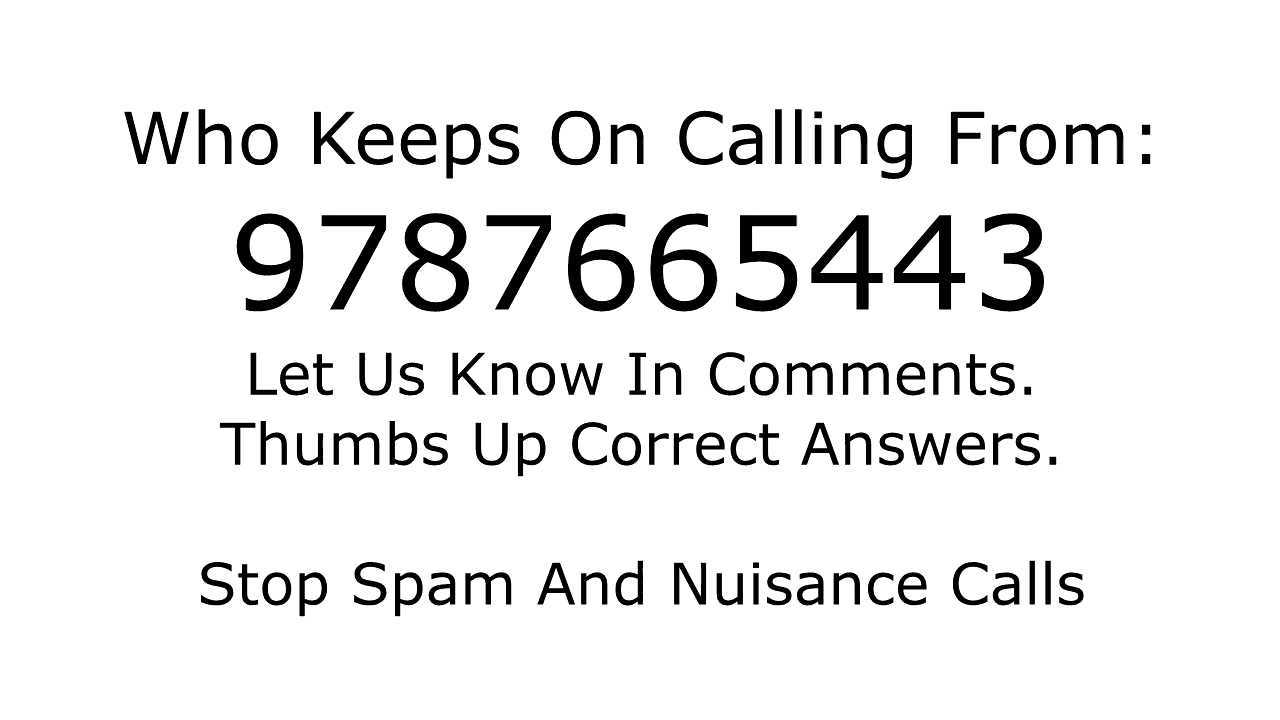 Who Keeps On Calling From:
9787665443
Let Us Know In Comments.
Thumbs Up Correct Answers.
Stop Spam And Nuisance Calls